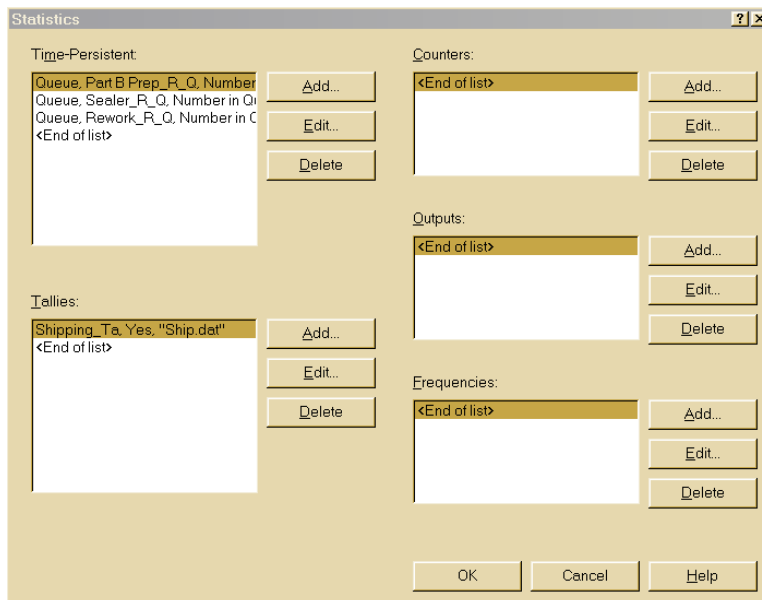 Statistics
Time-Persistent:
Queue, Part B Prep_R_Q, Number
Queue, Sealer_R_Q, Number in Qu
Queue, Rework_R_Q, Number in Q
<End of list>
Add...
Edit...
Delete
Tallies:
Shipping_Ta, Yes, "Ship.dat"
<End of list>
Add...
Edit...
Delete
Counters:
<End of list>
Add...
Edit...
Delete
Outputs:
<End of list>
Add...
Edit...
Delete
Frequencies:
<End of list>
Add...
Edit...
Delete
OK
Cancel
Help